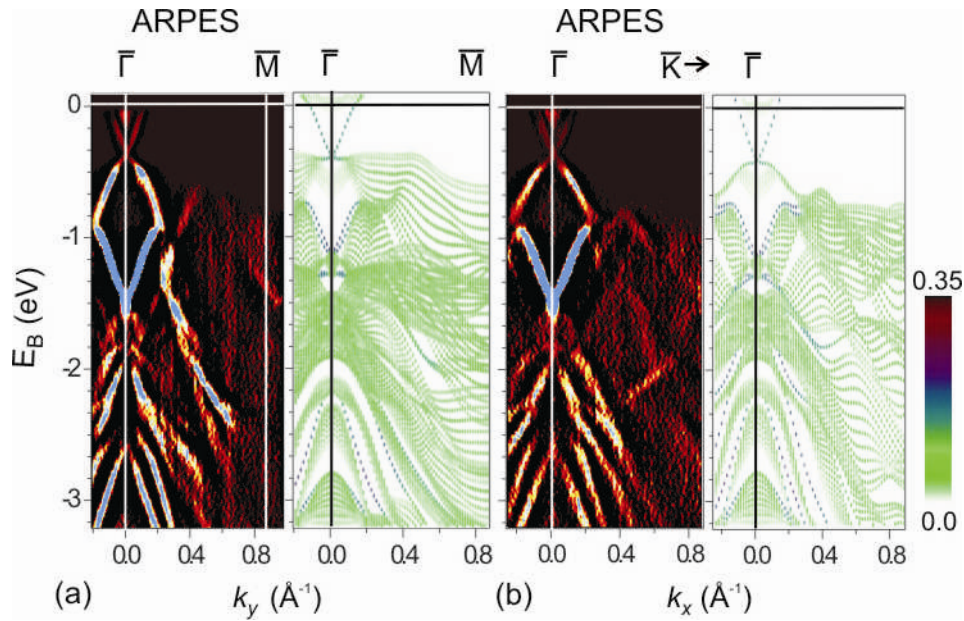 ARPES ARPES
Γ̅ M̅ Γ̅ M̅ Γ̅ K̅ → Γ̅
0
-1
-2
-3
E_B (eV)
0.35
0.0
0.0 0.4 0.8 0.0 0.4 0.8 0.0 0.4 0.8 0.0 0.4 0.8
(a) k_y (Å⁻¹) (b) k_x (Å⁻¹)